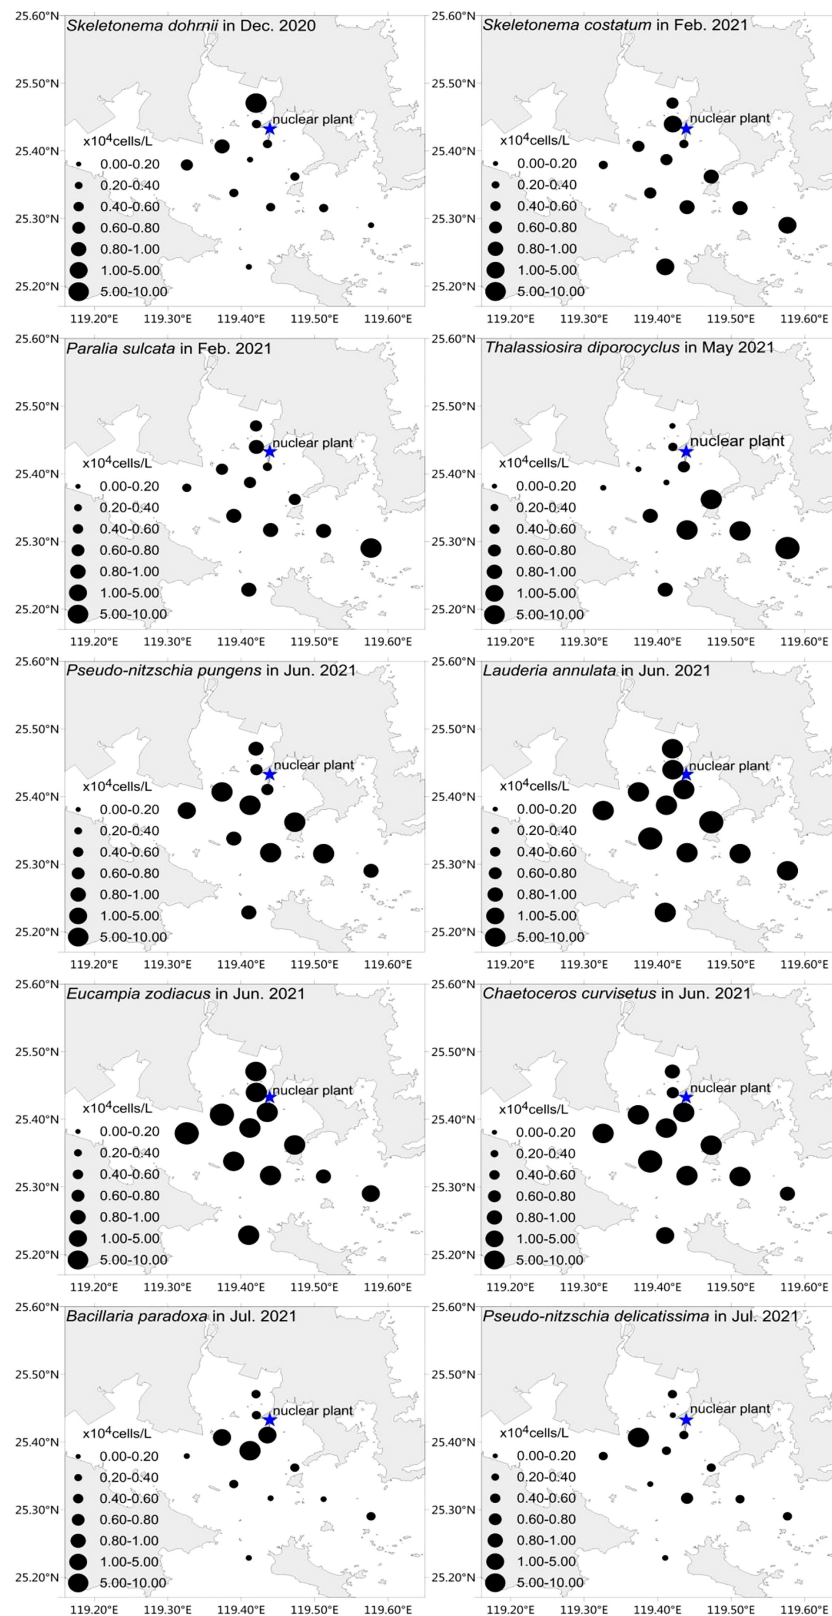 Skeletonema dohrnii in Dec. 2020
25.60°N
25.50°N
25.40°N
25.30°N
25.20°N
nuclear plant
x10⁴cells/L
0.00-0.20
0.20-0.40
0.40-0.60
0.60-0.80
0.80-1.00
1.00-5.00
5.00-10.00
119.20°E 119.30°E 119.40°E 119.50°E 119.60°E
Skeletonema costatum in Feb. 2021
25.60°N
25.50°N
25.40°N
25.30°N
25.20°N
nuclear plant
x10⁴cells/L
0.00-0.20
0.20-0.40
0.40-0.60
0.60-0.80
0.80-1.00
1.00-5.00
5.00-10.00
119.20°E 119.30°E 119.40°E 119.50°E 119.60°E
Paralia sulcata in Feb. 2021
25.60°N
25.50°N
25.40°N
25.30°N
25.20°N
nuclear plant
x10⁴cells/L
0.00-0.20
0.20-0.40
0.40-0.60
0.60-0.80
0.80-1.00
1.00-5.00
5.00-10.00
119.20°E 119.30°E 119.40°E 119.50°E 119.60°E
Thalassiosira diporocyclus in May 2021
25.60°N
25.50°N
25.40°N
25.30°N
25.20°N
nuclear plant
x10⁴cells/L
0.00-0.20
0.20-0.40
0.40-0.60
0.60-0.80
0.80-1.00
1.00-5.00
5.00-10.00
119.20°E 119.30°E 119.40°E 119.50°E 119.60°E
Pseudo-nitzschia pungens in Jun. 2021
25.60°N
25.50°N
25.40°N
25.30°N
25.20°N
nuclear plant
x10⁴cells/L
0.00-0.20
0.20-0.40
0.40-0.60
0.60-0.80
0.80-1.00
1.00-5.00
5.00-10.00
119.20°E 119.30°E 119.40°E 119.50°E 119.60°E
Lauderia annulata in Jun. 2021
25.60°N
25.50°N
25.40°N
25.30°N
25.20°N
nuclear plant
x10⁴cells/L
0.00-0.20
0.20-0.40
0.40-0.60
0.60-0.80
0.80-1.00
1.00-5.00
5.00-10.00
119.20°E 119.30°E 119.40°E 119.50°E 119.60°E
Eucampia zodiacus in Jun. 2021
25.60°N
25.50°N
25.40°N
25.30°N
25.20°N
nuclear plant
x10⁴cells/L
0.00-0.20
0.20-0.40
0.40-0.60
0.60-0.80
0.80-1.00
1.00-5.00
5.00-10.00
119.20°E 119.30°E 119.40°E 119.50°E 119.60°E
Chaetoceros curvisetus in Jun. 2021
25.60°N
25.50°N
25.40°N
25.30°N
25.20°N
nuclear plant
x10⁴cells/L
0.00-0.20
0.20-0.40
0.40-0.60
0.60-0.80
0.80-1.00
1.00-5.00
5.00-10.00
119.20°E 119.30°E 119.40°E 119.50°E 119.60°E
Bacillaria paradoxa in Jul. 2021
25.60°N
25.50°N
25.40°N
25.30°N
25.20°N
nuclear plant
x10⁴cells/L
0.00-0.20
0.20-0.40
0.40-0.60
0.60-0.80
0.80-1.00
1.00-5.00
5.00-10.00
119.20°E 119.30°E 119.40°E 119.50°E 119.60°E
Pseudo-nitzschia delicatissima in Jul. 2021
25.60°N
25.50°N
25.40°N
25.30°N
25.20°N
nuclear plant
x10⁴cells/L
0.00-0.20
0.20-0.40
0.40-0.60
0.60-0.80
0.80-1.00
1.00-5.00
5.00-10.00
119.20°E 119.30°E 119.40°E 119.50°E 119.60°E